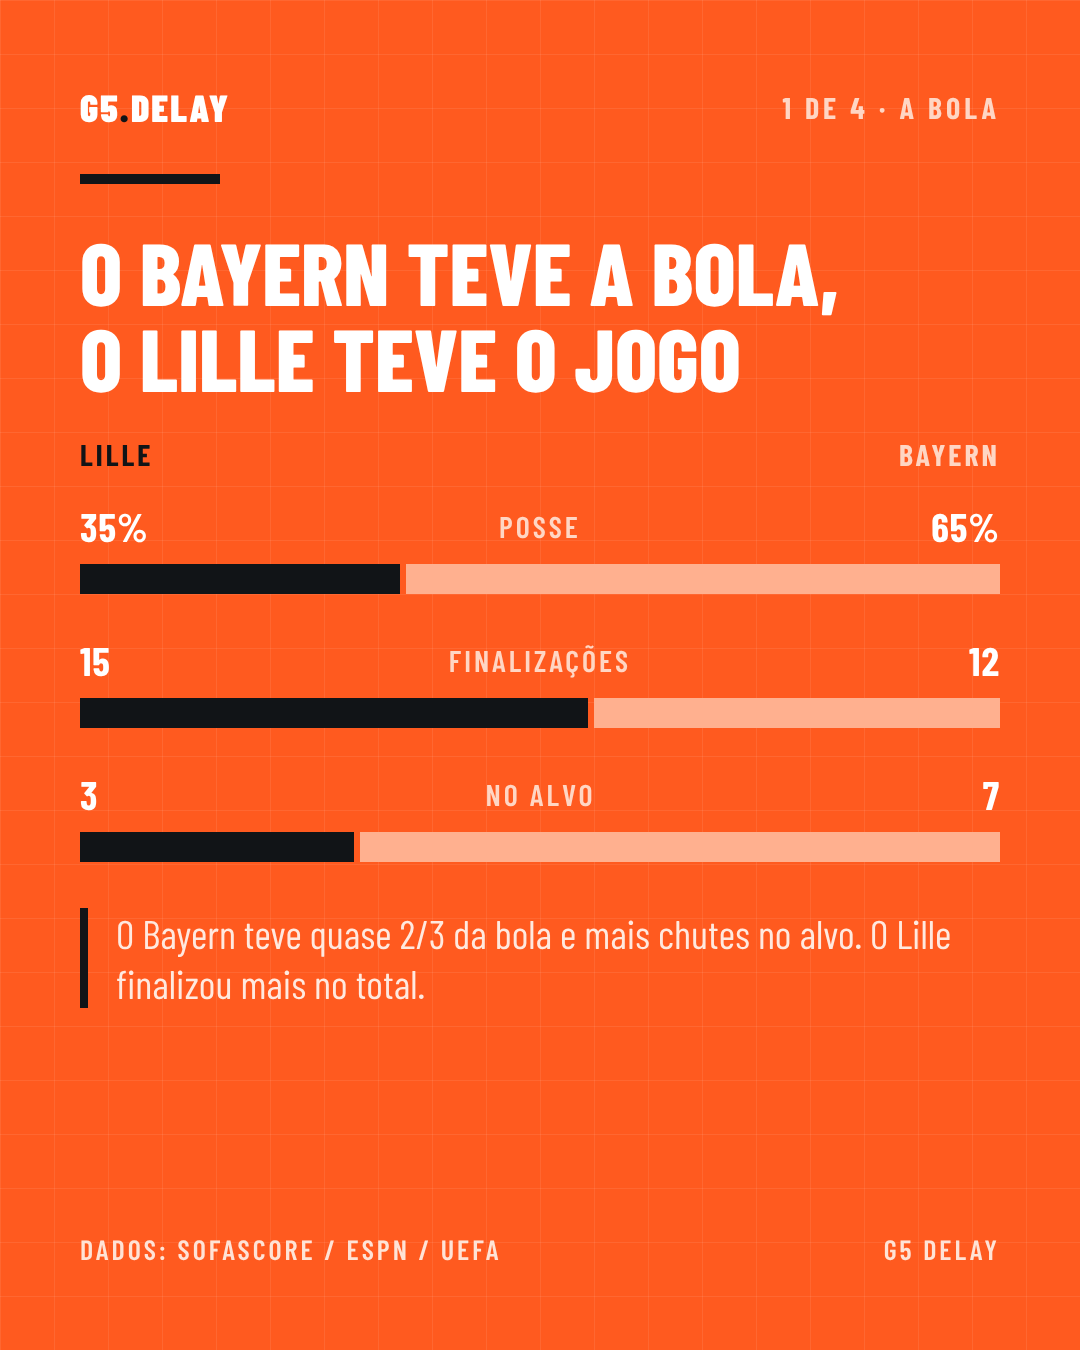 G5.DELAY
1 DE 4 · A BOLA
O BAYERN TEVE A BOLA,
O LILLE TEVE O JOGO
LILLE
BAYERN
35%
POSSE
65%
15
FINALIZAÇÕES
12
3
NO ALVO
7
O Bayern teve quase 2/3 da bola e mais chutes no alvo. O Lille
finalizou mais no total.
DADOS: SOFASCORE / ESPN / UEFA
G5 DELAY